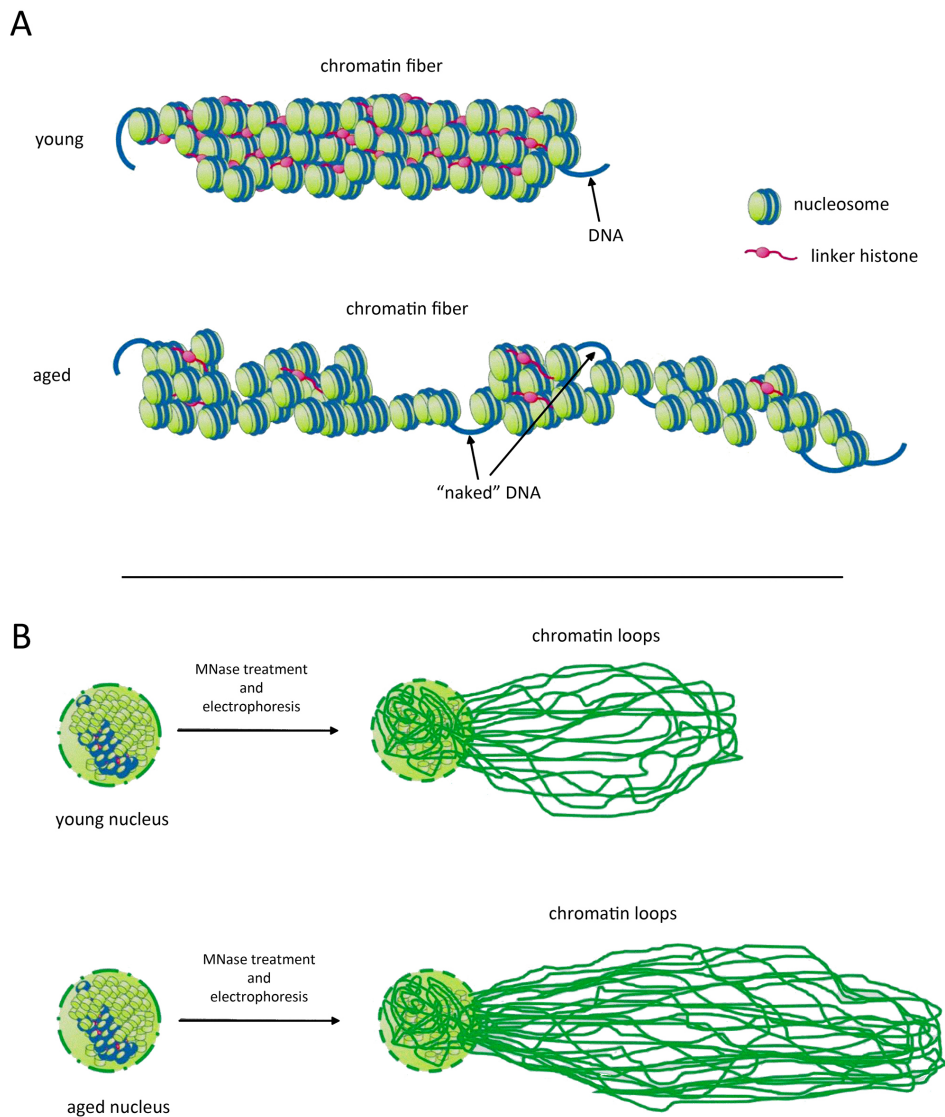 A
chromatin fiber
young
DNA
nucleosome
linker histone
chromatin fiber
aged
“naked” DNA
B
chromatin loops
MNase treatment
and
electrophoresis
young nucleus
chromatin loops
MNase treatment
and
electrophoresis
aged nucleus